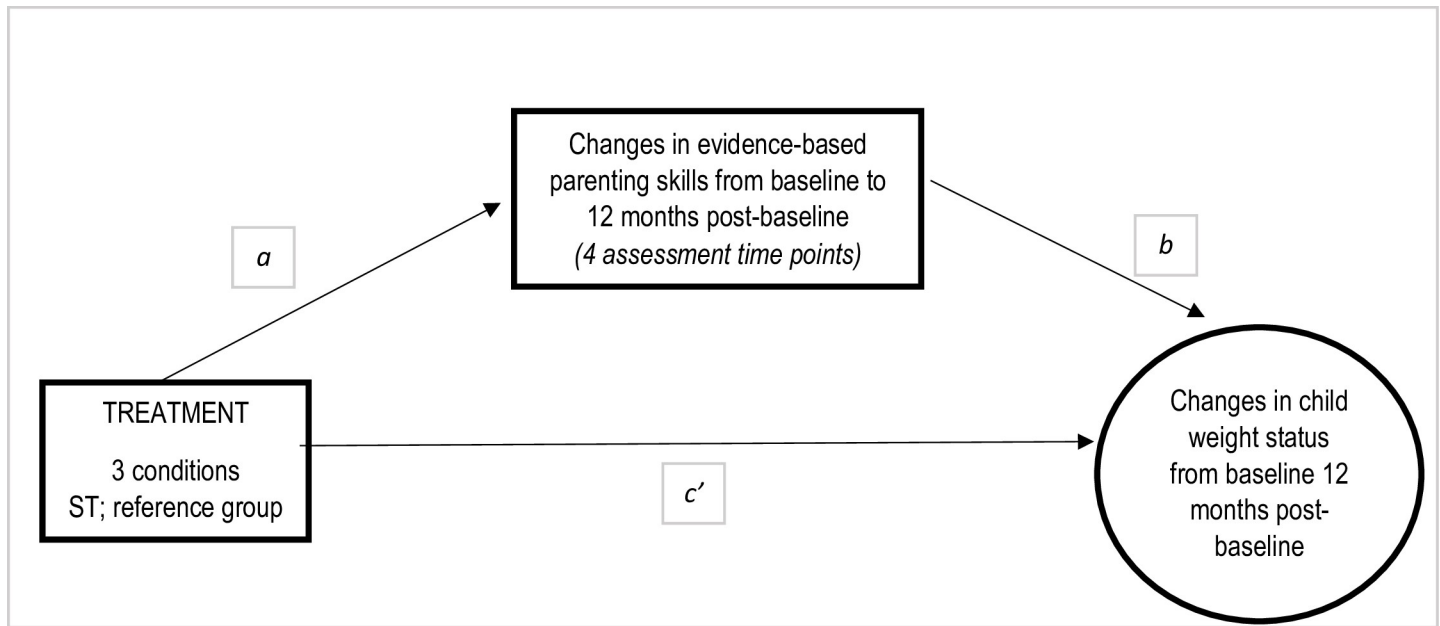 Changes in evidence-based
parenting skills from baseline to
12 months post-baseline
(4 assessment time points)
a
b
TREATMENT
3 conditions
ST; reference group
c’
Changes in child
weight status
from baseline 12
months post-
baseline